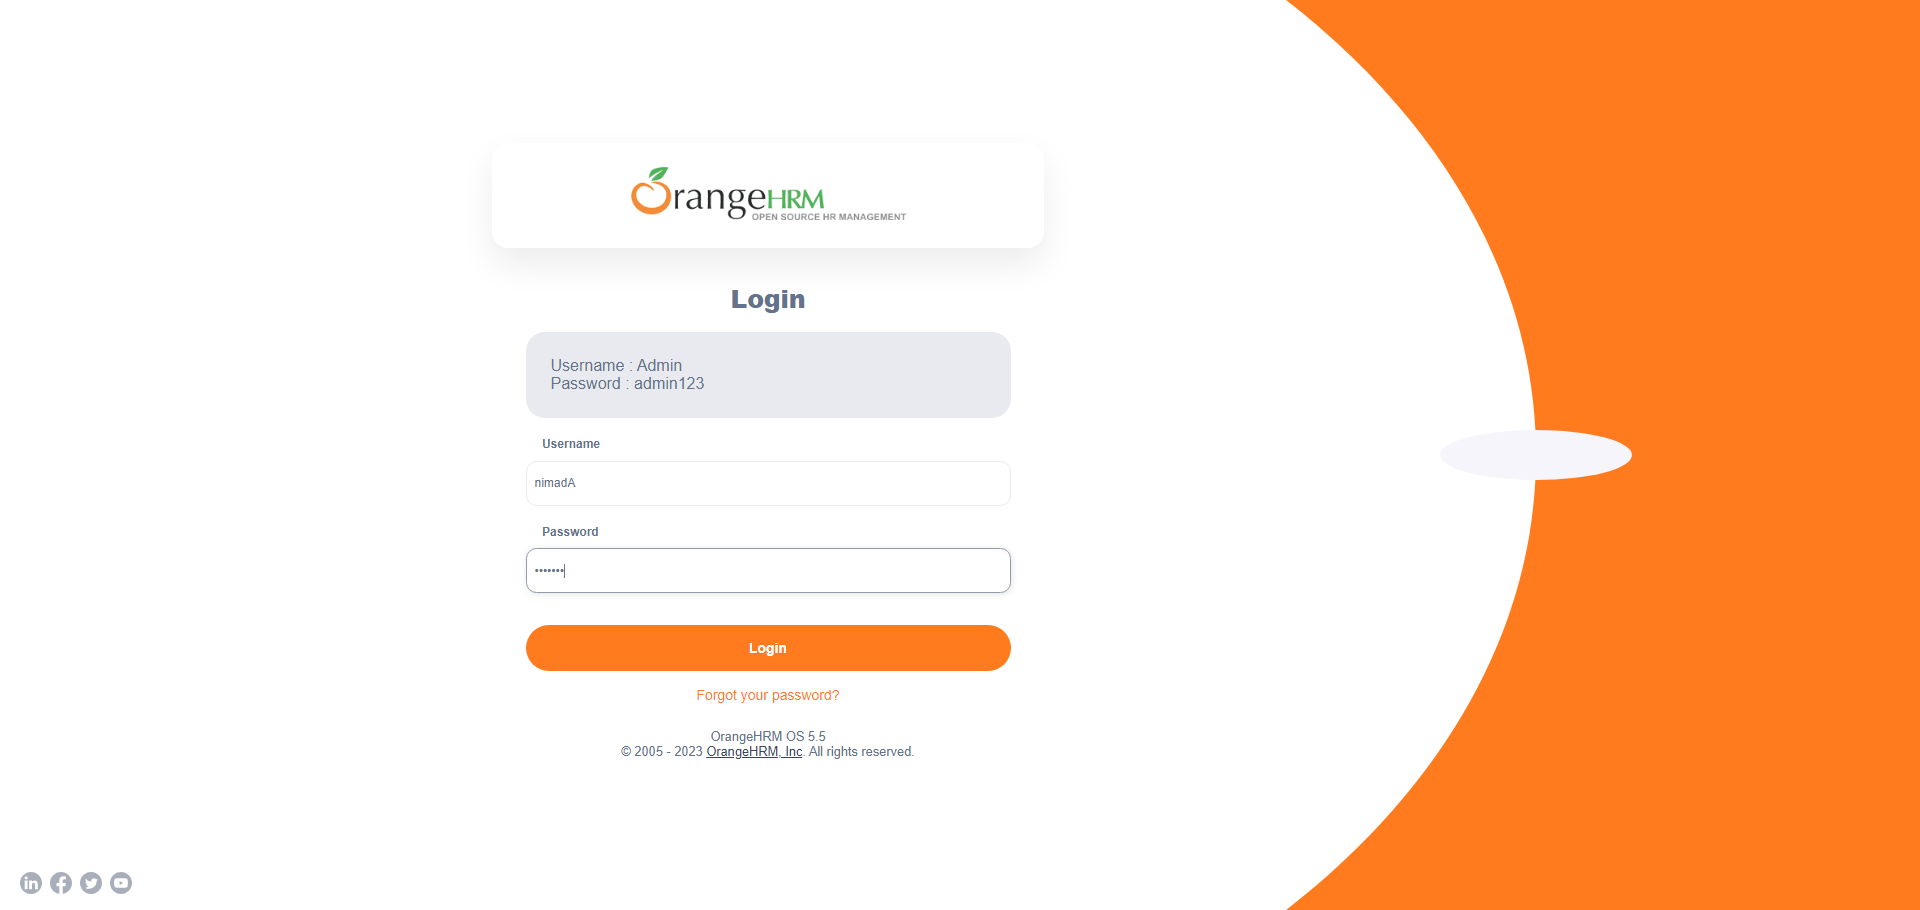 OrangeHRM
OPEN SOURCE HR MANAGEMENT
Login
Username : Admin
Password : admin123
Username
nimadA
Password
•••••••
Login
Forgot your password?
OrangeHRM OS 5.5
© 2005 - 2023 OrangeHRM, Inc. All rights reserved.
in